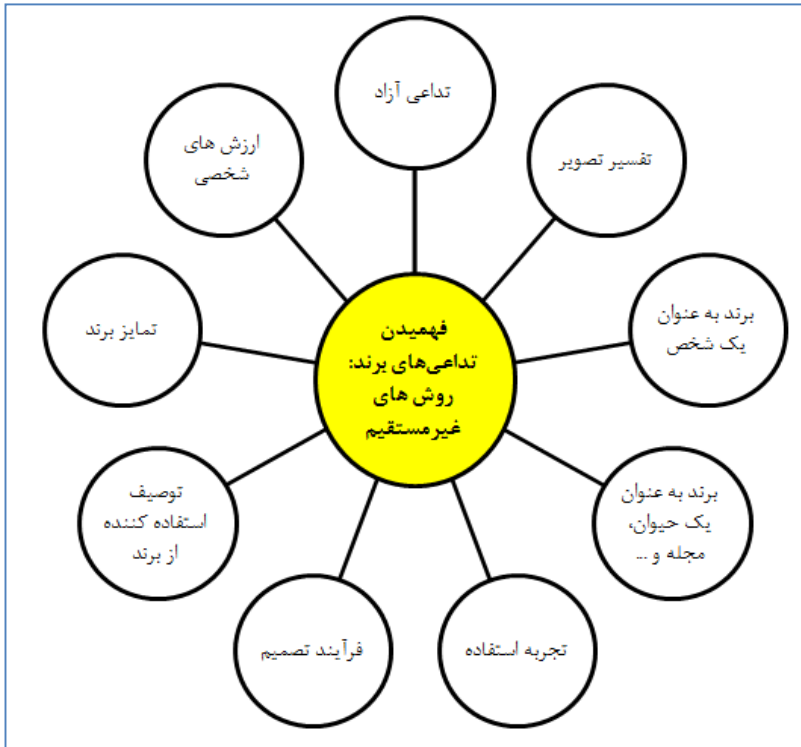 تداعی آزاد
تفسیر تصویر
برند به عنوان
یک شخص
برند به عنوان
یک حیوان،
مجله و ...
تجربه استفاده
فرآیند تصمیم
توصیف
استفاده کننده
از برند
تمایز برند
ارزش های
شخصی
فهمیدن
تداعی‌های برند:
روش های
غیرمستقیم